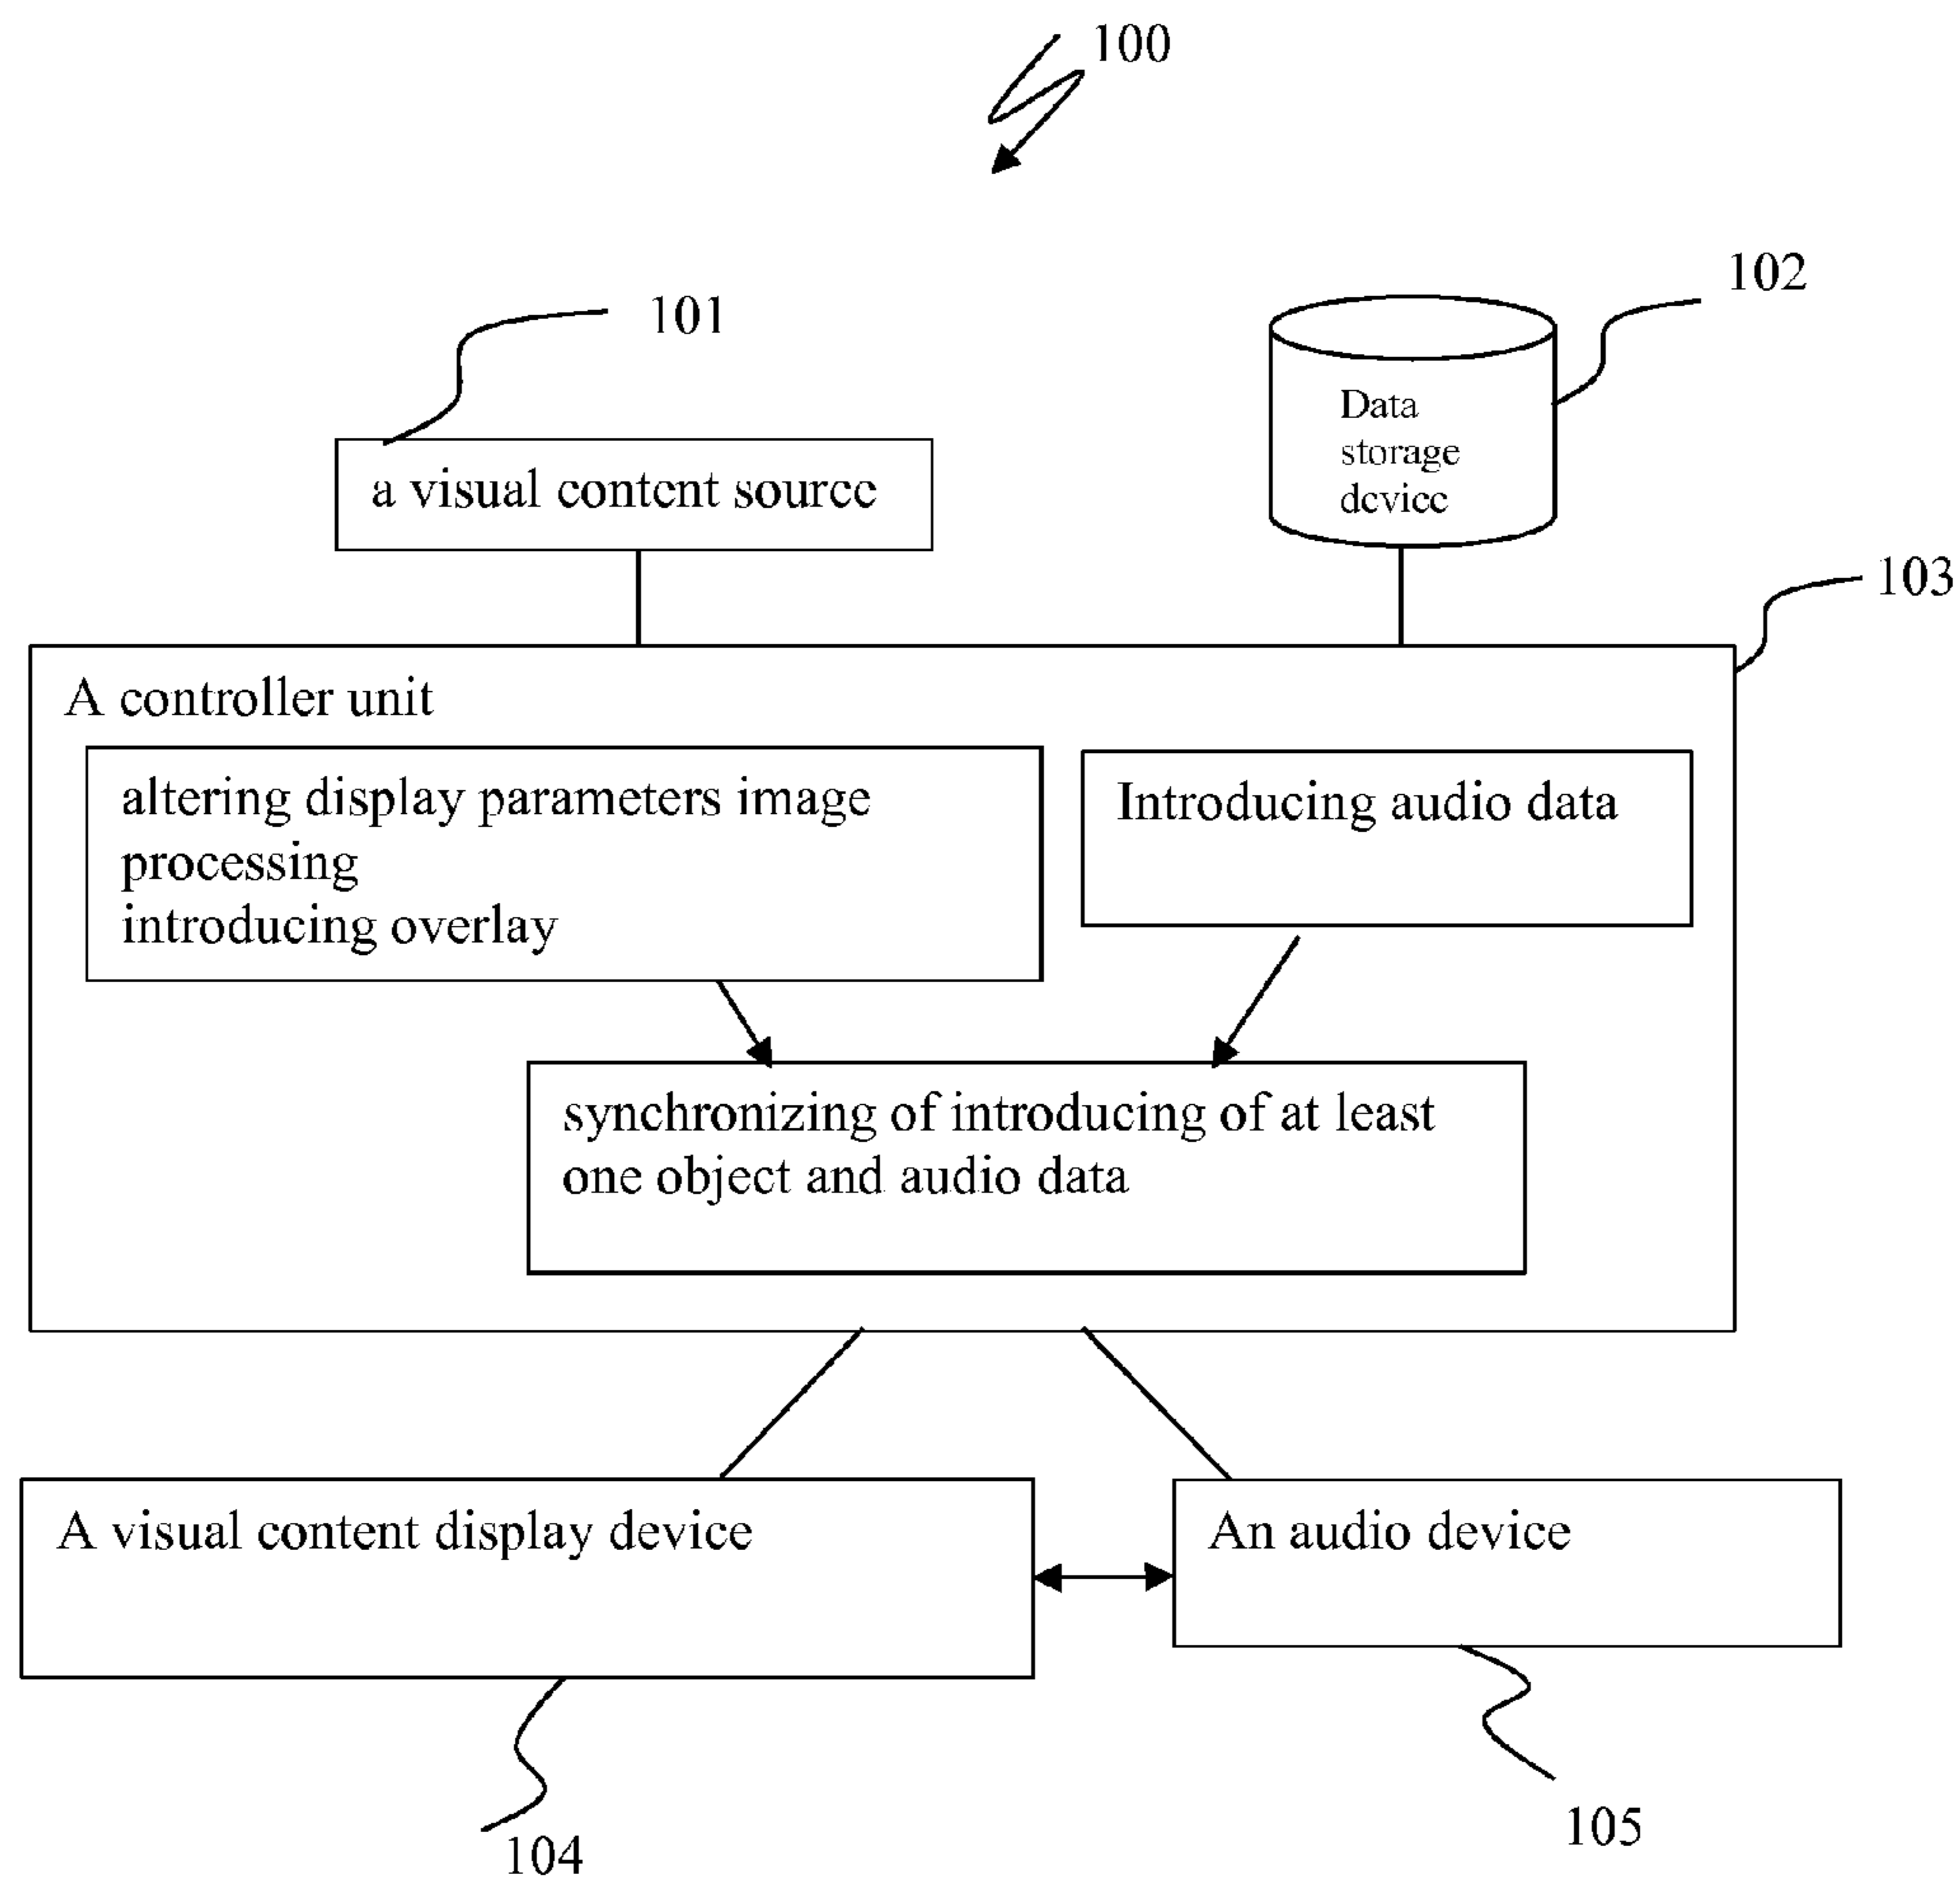 100
102
101
Data
storage
device
a visual content source
103
A controller unit
altering display parameters image
processing
introducing overlay
Introducing audio data
synchronizing of introducing of at least
one object and audio data
A visual content display device
An audio device
105
104